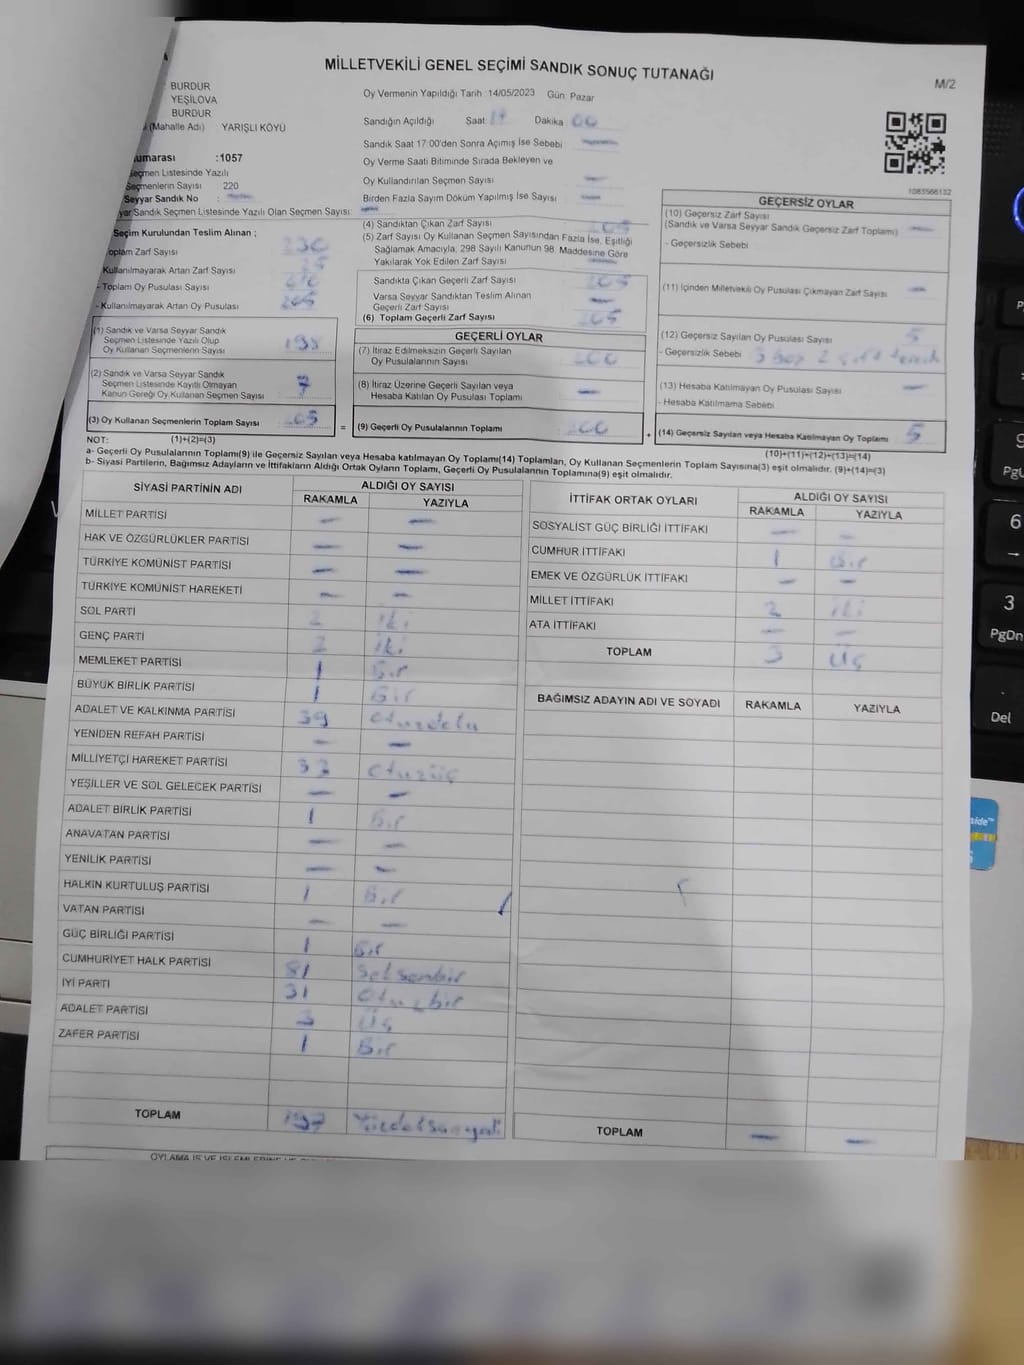 MİLLETVEKİLİ GENEL SEÇİMİ SANDIK SONUÇ TUTANAĞI
M/2
: BURDUR
YEŞİLOVA
BURDUR
(Mahalle Adı) YARIŞLI KÖYÜ
umarası :1057
eçmen Listesinde Yazılı
Seçmenlerin Sayısı 220
Seyyar Sandık No : —
yar Sandık Seçmen Listesinde Yazılı Olan Seçmen Sayısı: —
Oy Vermenin Yapıldığı Tarih :14/05/2023 Gün: Pazar
Sandığın Açıldığı Saat: Dakika 00
Sandık Saat 17:00'den Sonra Açımış İse Sebebi —
Oy Verme Saati Bitiminde Sırada Bekleyen ve
Oy Kullandırılan Seçmen Sayısı —
Birden Fazla Sayım Döküm Yapılmış İse Sayısı —
1083566132
Seçim Kurulundan Teslim Alınan ;
oplam Zarf Sayısı 230
Kullanılmayarak Artan Zarf Sayısı
- Toplam Oy Pusulası Sayısı
- Kullanılmayarak Artan Oy Pusulası
(4) Sandıktan Çıkan Zarf Sayısı 205
(5) Zarf Sayısı Oy Kullanan Seçmen Sayısından Fazla İse, Eşitliği
Sağlamak Amacıyla; 298 Sayılı Kanunun 98. Maddesine Göre
Yakılarak Yok Edilen Zarf Sayısı —
Sandıkta Çıkan Geçerli Zarf Sayısı 205
Varsa Seyyar Sandıktan Teslim Alınan
Geçerli Zarf Sayısı —
(6) Toplam Geçerli Zarf Sayısı 205
GEÇERSİZ OYLAR
(10) Geçersiz Zarf Sayısı
(Sandık ve Varsa Seyyar Sandık Geçersiz Zarf Toplamı) —
- Geçersizlik Sebebi
(11) İçinden Milletvekili Oy Pusulası Çıkmayan Zarf Sayısı —
(12) Geçersiz Sayılan Oy Pusulası Sayısı 5
- Geçersizlik Sebebi 3 boş 2 çift tercih
(13) Hesaba Katılmayan Oy Pusulası Sayısı —
- Hesaba Katılmama Sebebi
(14) Geçersiz Sayılan veya Hesaba Katılmayan Oy Toplamı 5
(10)+(11)+(12)+(13)=(14)
(1) Sandık ve Varsa Seyyar Sandık
Seçmen Listesinde Yazılı Olup
Oy Kullanan Seçmenlerin Sayısı 198
(2) Sandık ve Varsa Seyyar Sandık
Seçmen Listesinde Kayıtlı Olmayan
Kanun Gereği Oy Kullanan Seçmen Sayısı 7
(3) Oy Kullanan Seçmenlerin Toplam Sayısı 205 =
GEÇERLİ OYLAR
(7) İtiraz Edilmeksizin Geçerli Sayılan
Oy Pusulalarının Sayısı 200
(8) İtiraz Üzerine Geçerli Sayılan veya
Hesaba Katılan Oy Pusulası Toplamı —
(9) Geçerli Oy Pusulalarının Toplamı 200 +
NOT: (1)+(2)=(3)
a- Geçerli Oy Pusulalarının Toplamı(9) ile Geçersiz Sayılan veya Hesaba katılmayan Oy Toplamı(14) Toplamları, Oy Kullanan Seçmenlerin Toplam Sayısına(3) eşit olmalıdır. (9)+(14)=(3)
b- Siyasi Partilerin, Bağımsız Adayların ve İttifakların Aldığı Ortak Oyların Toplamı, Geçerli Oy Pusulalarının Toplamına(9) eşit olmalıdır.
SİYASİ PARTİNİN ADI ALDIĞI OY SAYISI
RAKAMLA YAZIYLA
MİLLET PARTİSİ — —
HAK VE ÖZGÜRLÜKLER PARTİSİ — —
TÜRKİYE KOMÜNİST PARTİSİ — —
TÜRKİYE KOMÜNİST HAREKETİ — —
SOL PARTİ 2 iki
GENÇ PARTİ 2 iki
MEMLEKET PARTİSİ 1 Bir
BÜYÜK BİRLİK PARTİSİ 1 Bir
ADALET VE KALKINMA PARTİSİ 39
YENİDEN REFAH PARTİSİ — —
MİLLİYETÇİ HAREKET PARTİSİ 33 otuzüç
YEŞİLLER VE SOL GELECEK PARTİSİ — —
ADALET BİRLİK PARTİSİ 1 Bir
ANAVATAN PARTİSİ — —
YENİLİK PARTİSİ — —
HALKIN KURTULUŞ PARTİSİ 1 Bir
VATAN PARTİSİ — —
GÜÇ BİRLİĞİ PARTİSİ 1 Bir
CUMHURİYET HALK PARTİSİ 81 seksenbir
İYİ PARTİ 31 otuzbir
ADALET PARTİSİ 3 Üç
ZAFER PARTİSİ 1 Bir
TOPLAM 197
İTTİFAK ORTAK OYLARI ALDIĞI OY SAYISI
RAKAMLA YAZIYLA
SOSYALİST GÜÇ BİRLİĞİ İTTİFAKI — —
CUMHUR İTTİFAKI 1 Bir
EMEK VE ÖZGÜRLÜK İTTİFAKI — —
MİLLET İTTİFAKI 2 iki
ATA İTTİFAKI — —
TOPLAM 3 Üç
BAĞIMSIZ ADAYIN ADI VE SOYADI RAKAMLA YAZIYLA
TOPLAM — —
6
3
PgDn
Del